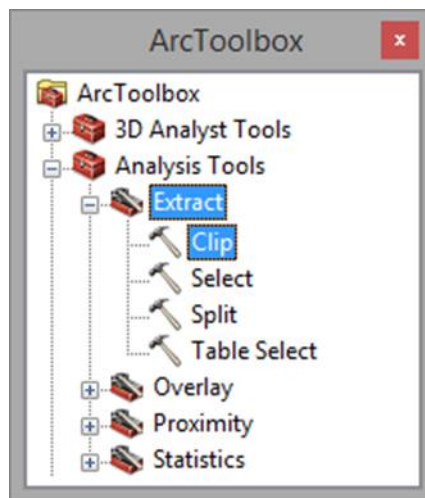 ArcToolbox
x
ArcToolbox
3D Analyst Tools
Analysis Tools
Extract
Clip
Select
Split
Table Select
Overlay
Proximity
Statistics